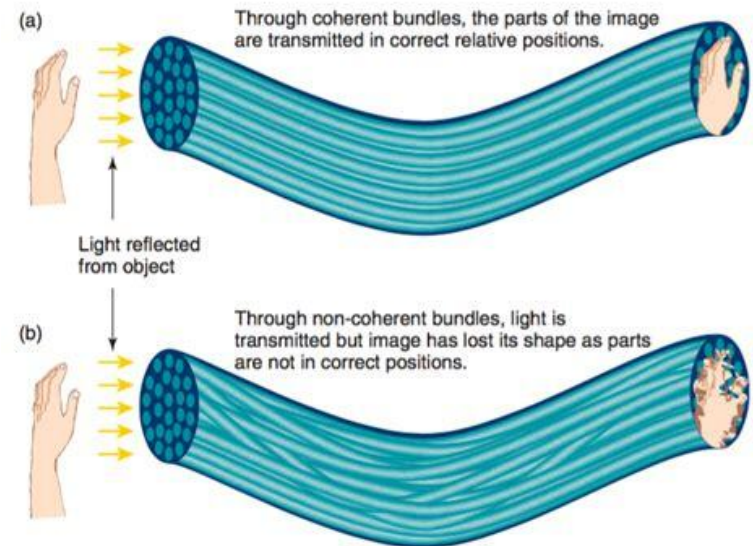 (a)
Through coherent bundles, the parts of the image
are transmitted in correct relative positions.
Light reflected
from object
(b)
Through non-coherent bundles, light is
transmitted but image has lost its shape as parts
are not in correct positions.